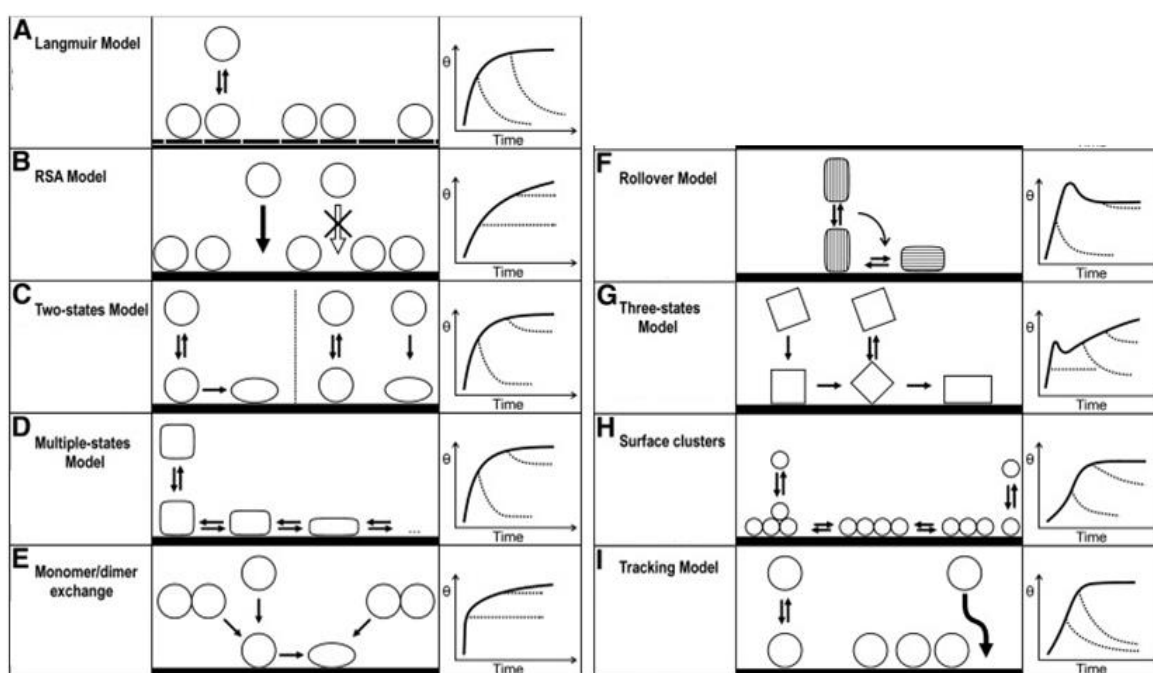 A
Langmuir Model
Θ
Time
B
RSA Model
Θ
Time
C
Two-states Model
Θ
Time
D
Multiple-states
Model
...
Θ
Time
E
Monomer/dimer
exchange
Θ
Time
F
Rollover Model
Θ
Time
G
Three-states
Model
Θ
Time
H
Surface clusters
Θ
Time
I
Tracking Model
Θ
Time